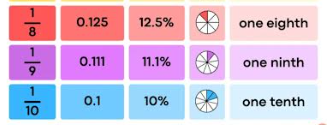 1/8 0.125 12.5% one eighth
1/9 0.111 11.1% one ninth
1/10 0.1 10% one tenth